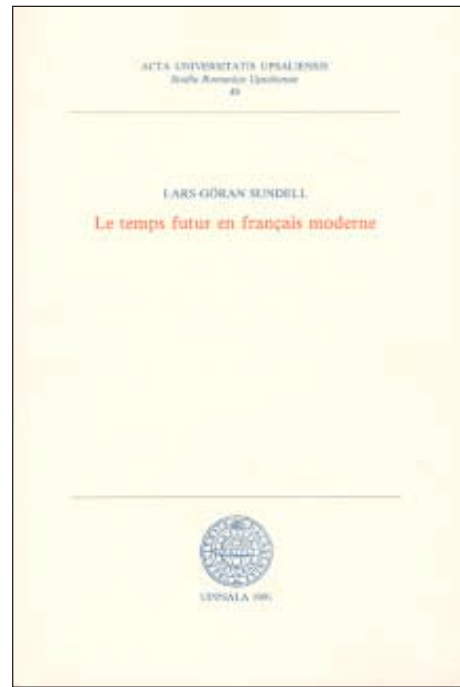 ACTA UNIVERSITATIS UPSALIENSIS
Studia Romanica Upsaliensia
LARS-GÖRAN SUNDELL
Le temps futur en français moderne
UPPSALA